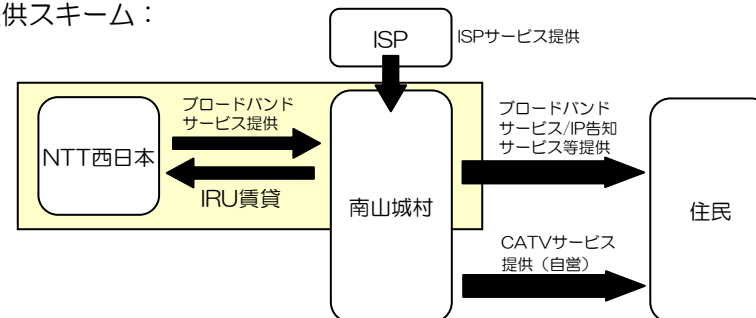 供スキーム：
ISP
ISPサービス提供
ブロードバンド
サービス提供
NTT西日本
IRU賃貸
南山城村
ブロードバンド
サービス/IP告知
サービス等提供
CATVサービス
提供（自営）
住民